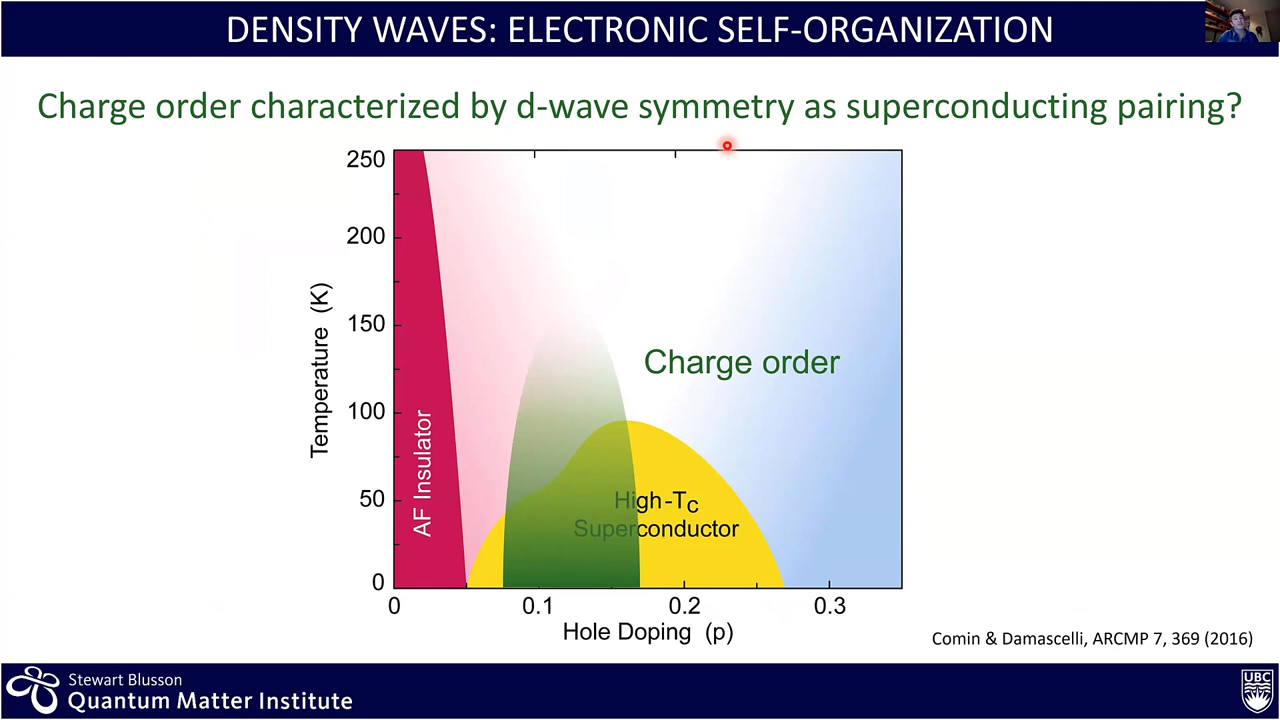 DENSITY WAVES: ELECTRONIC SELF-ORGANIZATION
Charge order characterized by d-wave symmetry as superconducting pairing?
250
200
150
100
50
0
Temperature (K)
AF Insulator
Charge order
High-TC
Superconductor
0
0.1
0.2
0.3
Hole Doping (p)
Comin & Damascelli, ARCMP 7, 369 (2016)
Stewart Blusson
Quantum Matter Institute
UBC